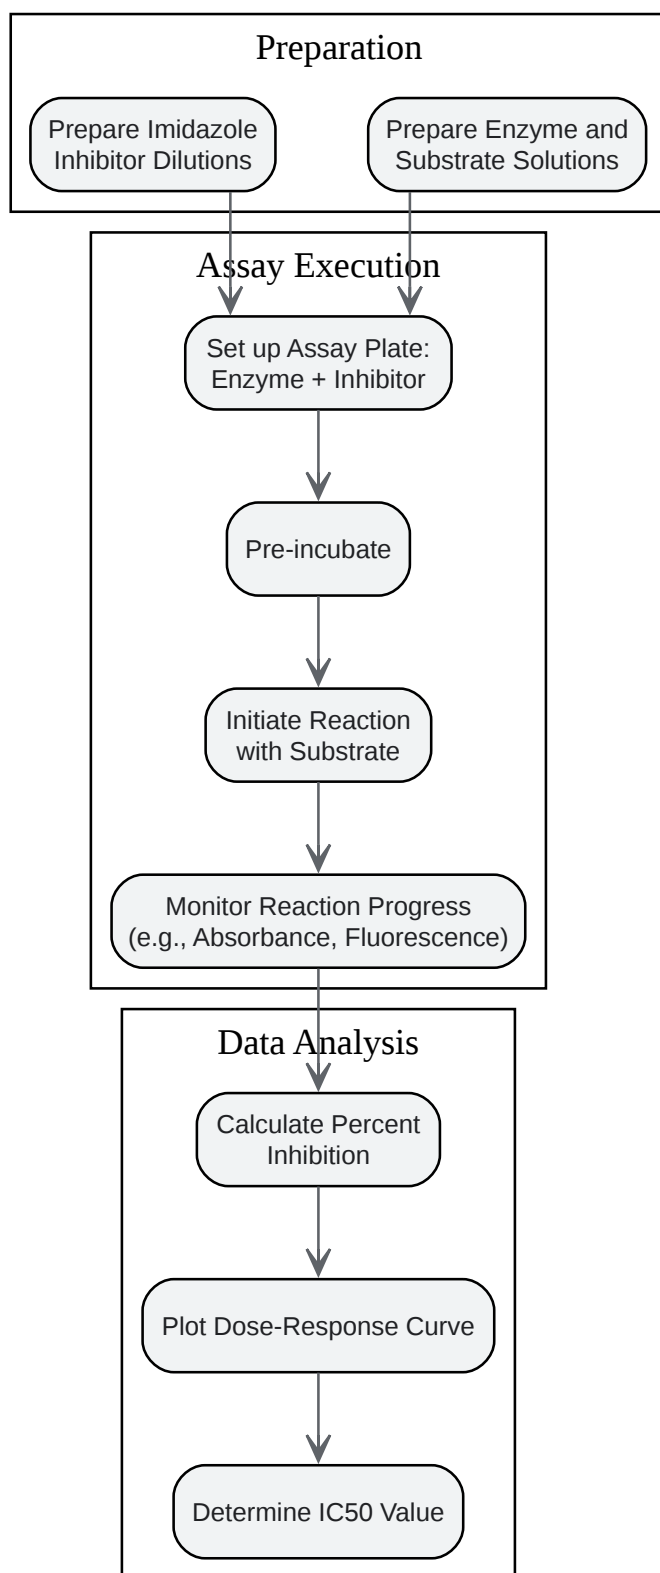 Preparation
Prepare Imidazole
Inhibitor Dilutions
Prepare Enzyme and
Substrate Solutions
Assay Execution
Set up Assay Plate:
Enzyme + Inhibitor
Pre-incubate
Initiate Reaction
with Substrate
Monitor Reaction Progress
(e.g., Absorbance, Fluorescence)
Data Analysis
Calculate Percent
Inhibition
Plot Dose-Response Curve
Determine IC50 Value